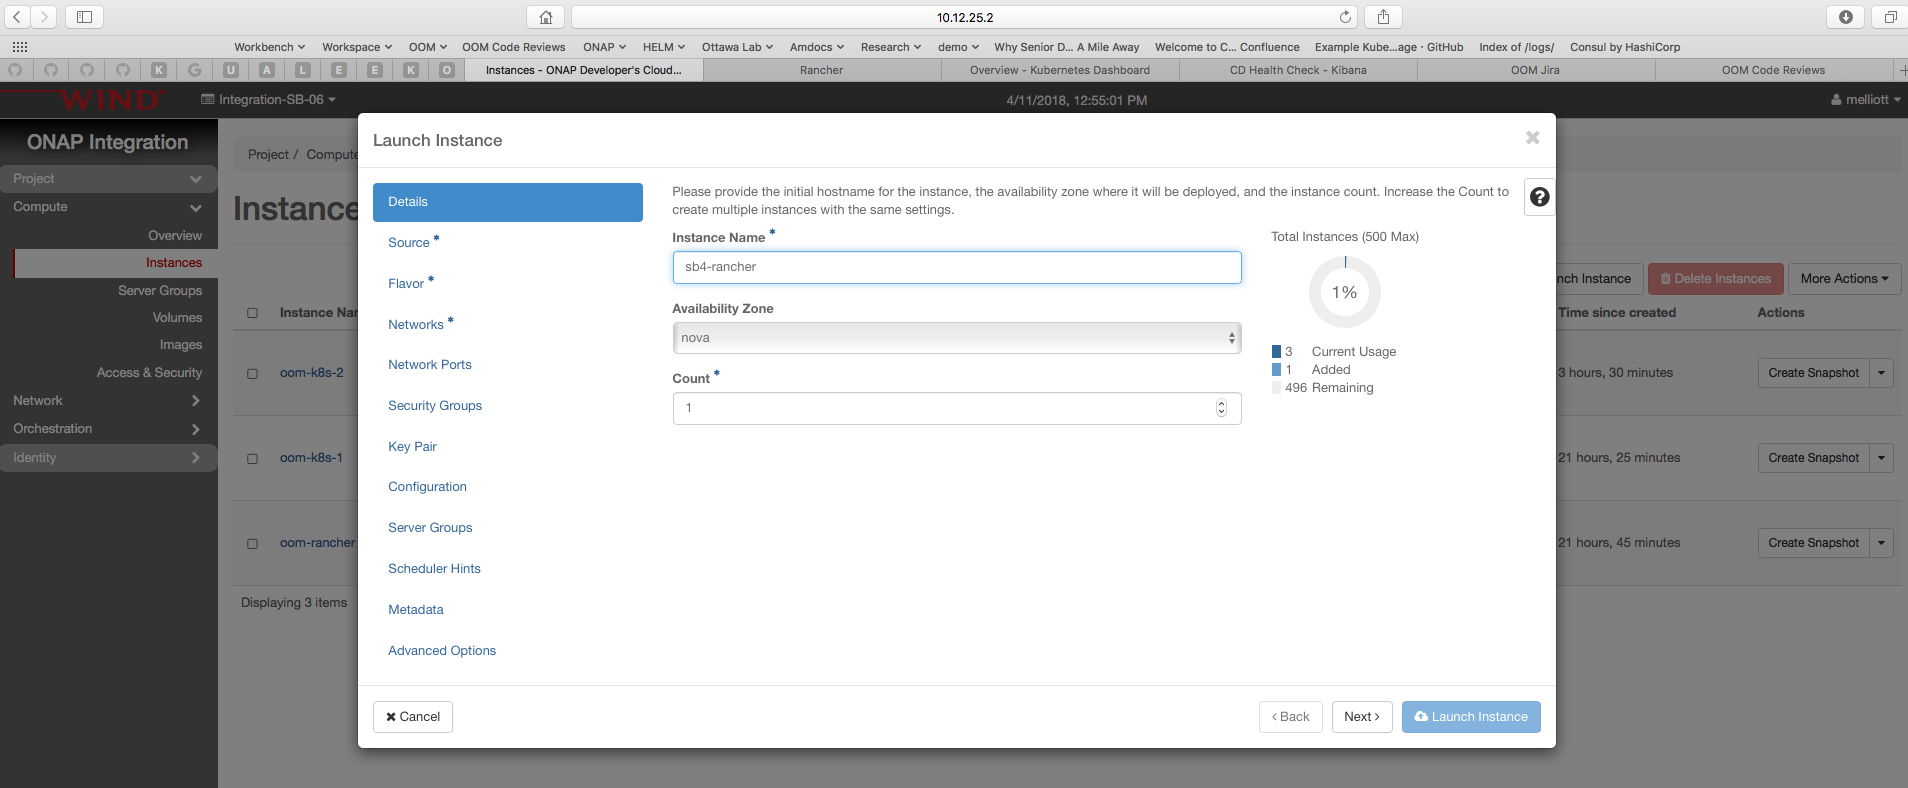 10.12.25.2
Workbench Workspace OOM OOM Code Reviews ONAP HELM Ottawa Lab Amdocs Research demo Why Senior D... A Mile Away Welcome to C... Confluence Example Kube...age · GitHub Index of /logs/ Consul by HashiCorp
K G U A L E E K O Instances - ONAP Developer's Cloud... Rancher Overview - Kubernetes Dashboard CD Health Check - Kibana OOM Jira OOM Code Reviews
WIND Integration-SB-06 4/11/2018, 12:55:01 PM melliott
ONAP Integration
Project
Compute
Overview
Instances
Server Groups
Volumes
Images
Access & Security
Network
Orchestration
Identity
Project / Compute
Instance
nch Instance Delete Instances More Actions
Instance Nar Time since created Actions
oom-k8s-2 3 hours, 30 minutes Create Snapshot
oom-k8s-1 21 hours, 25 minutes Create Snapshot
oom-rancher 21 hours, 45 minutes Create Snapshot
Displaying 3 items
Launch Instance
Details
Source *
Flavor *
Networks *
Network Ports
Security Groups
Key Pair
Configuration
Server Groups
Scheduler Hints
Metadata
Advanced Options
Please provide the initial hostname for the instance, the availability zone where it will be deployed, and the instance count. Increase the Count to
create multiple instances with the same settings.
Instance Name *
sb4-rancher
Availability Zone
nova
Count *
1
Total Instances (500 Max)
1%
3 Current Usage
1 Added
496 Remaining
Cancel
< Back Next > Launch Instance